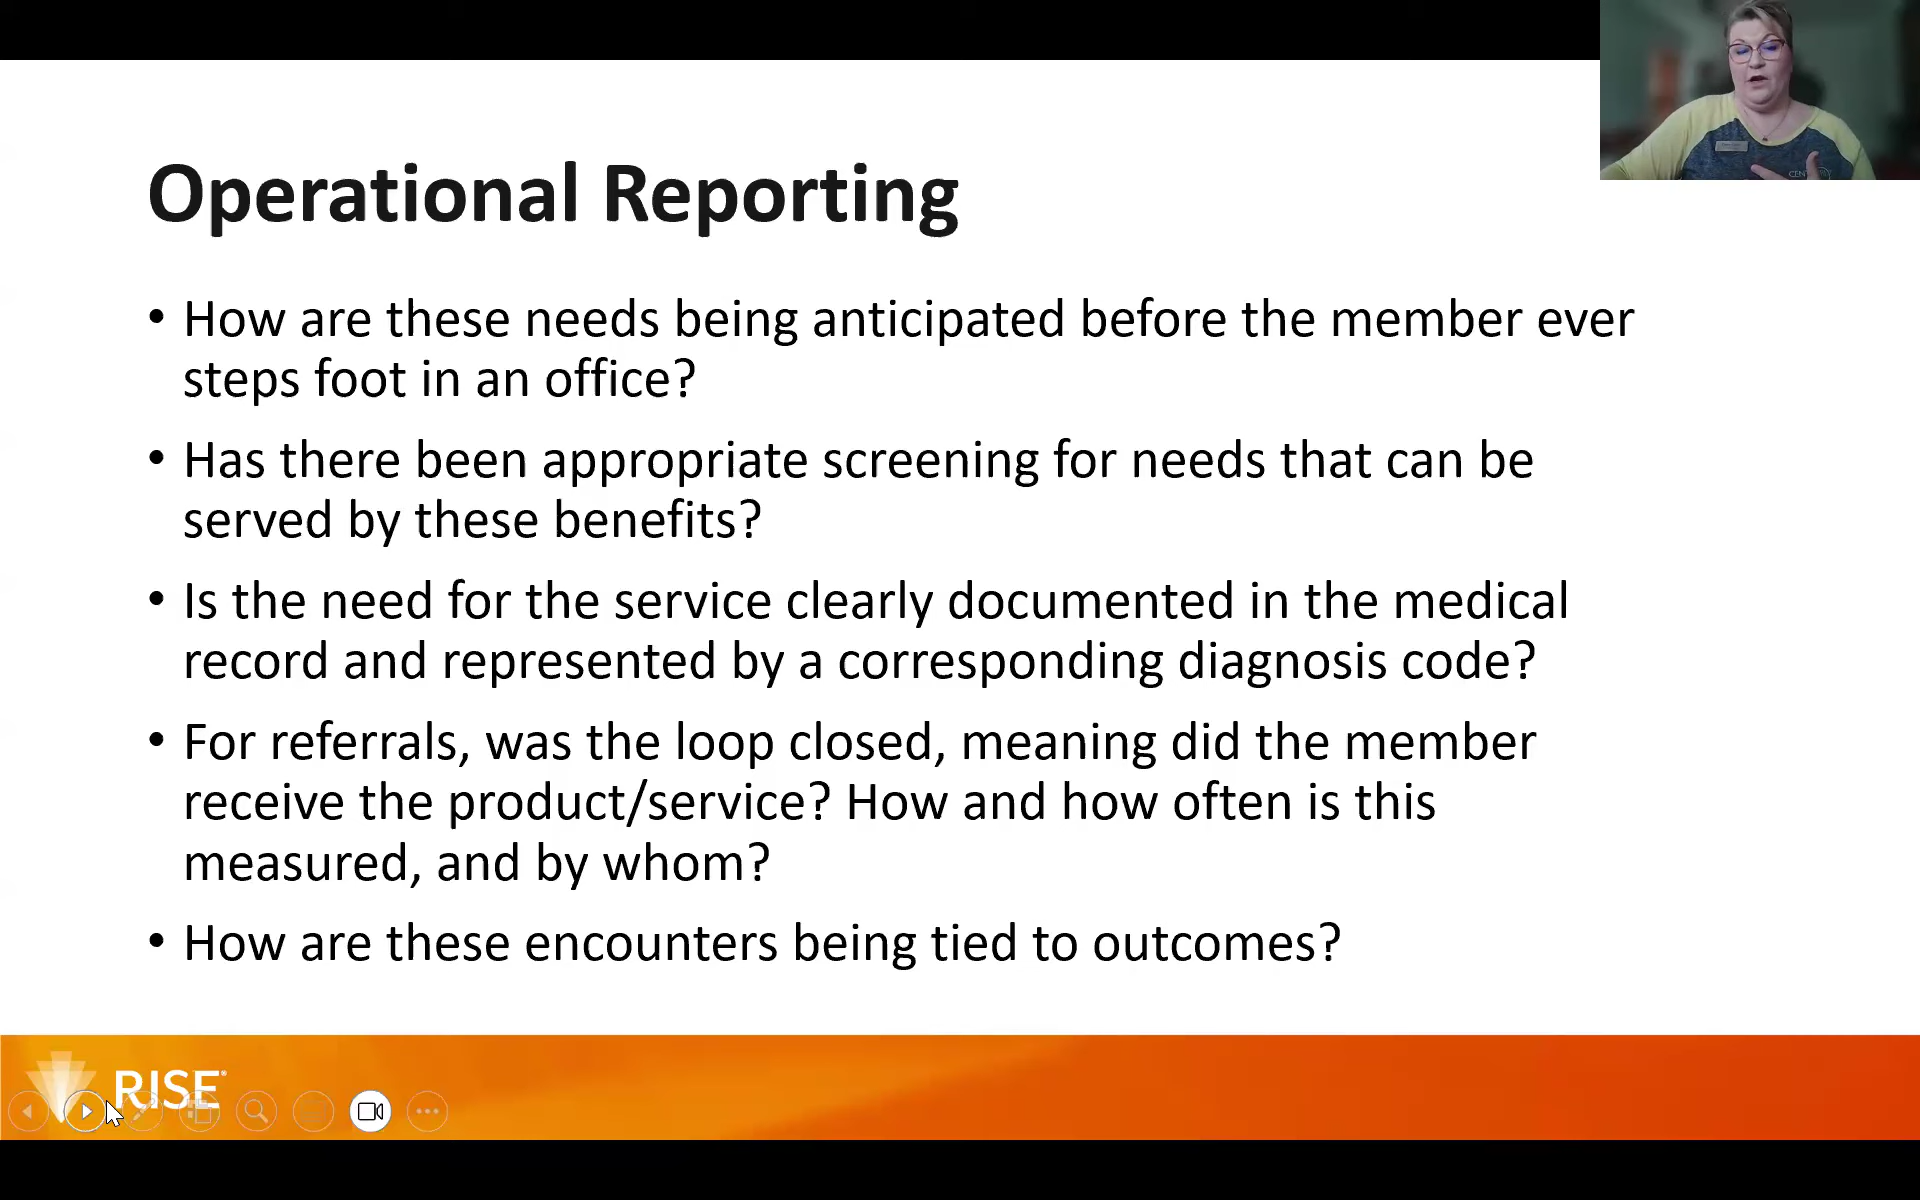 Operational Reporting
• How are these needs being anticipated before the member ever
steps foot in an office?
• Has there been appropriate screening for needs that can be
served by these benefits?
• Is the need for the service clearly documented in the medical
record and represented by a corresponding diagnosis code?
• For referrals, was the loop closed, meaning did the member
receive the product/service? How and how often is this
measured, and by whom?
• How are these encounters being tied to outcomes?
RISE®